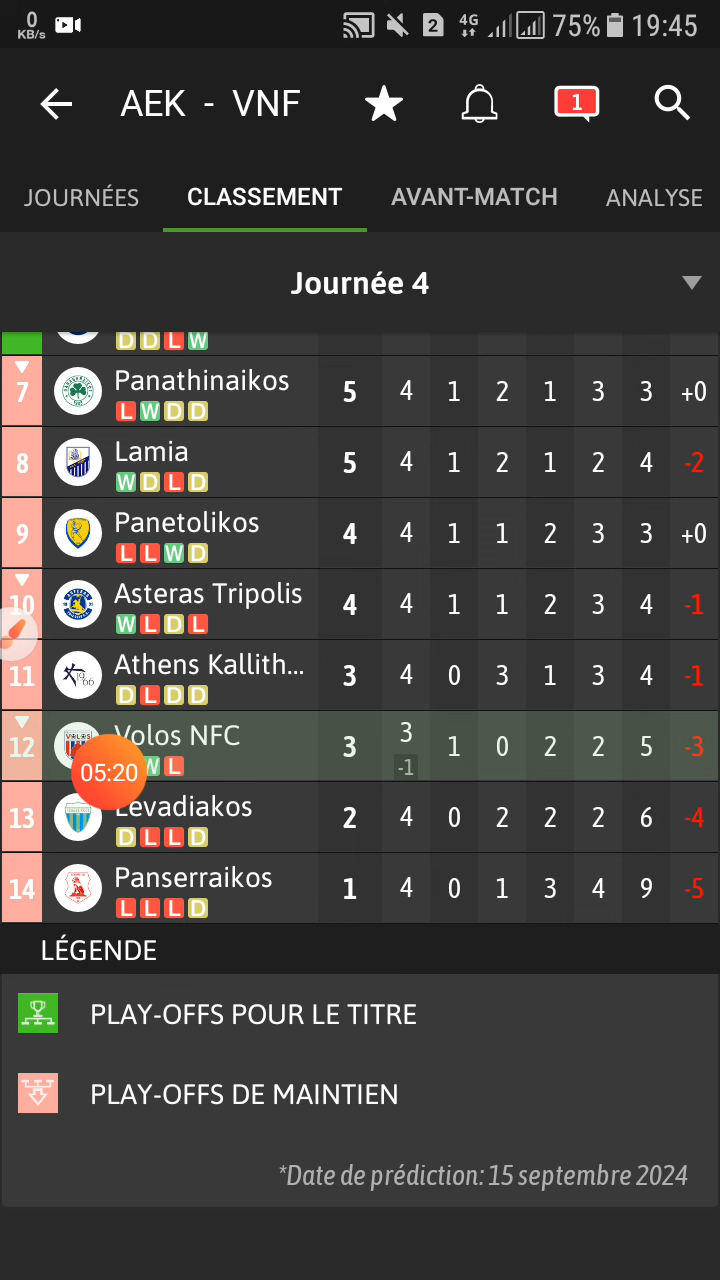 0 KB/s 2 4G 75% 19:45
AEK - VNF 1
JOURNÉES CLASSEMENT AVANT-MATCH ANALYSE
Journée 4
D D L W
7 Panathinaikos 5 4 1 2 1 3 3 +0
L W D D
8 Lamia 5 4 1 2 1 2 4 -2
W D L D
9 Panetolikos 4 4 1 1 2 3 3 +0
L L W D
10 Asteras Tripolis 4 4 1 1 2 3 4 -1
W L D L
11 Athens Kallith... 3 4 0 3 1 3 4 -1
D L D D
12 Volos NFC 3 3 1 0 2 2 5 -3
W L -1
05:20
13 Levadiakos 2 4 0 2 2 2 6 -4
D L L D
14 Panserraikos 1 4 0 1 3 4 9 -5
L L L D
LÉGENDE
PLAY-OFFS POUR LE TITRE
PLAY-OFFS DE MAINTIEN
*Date de prédiction: 15 septembre 2024